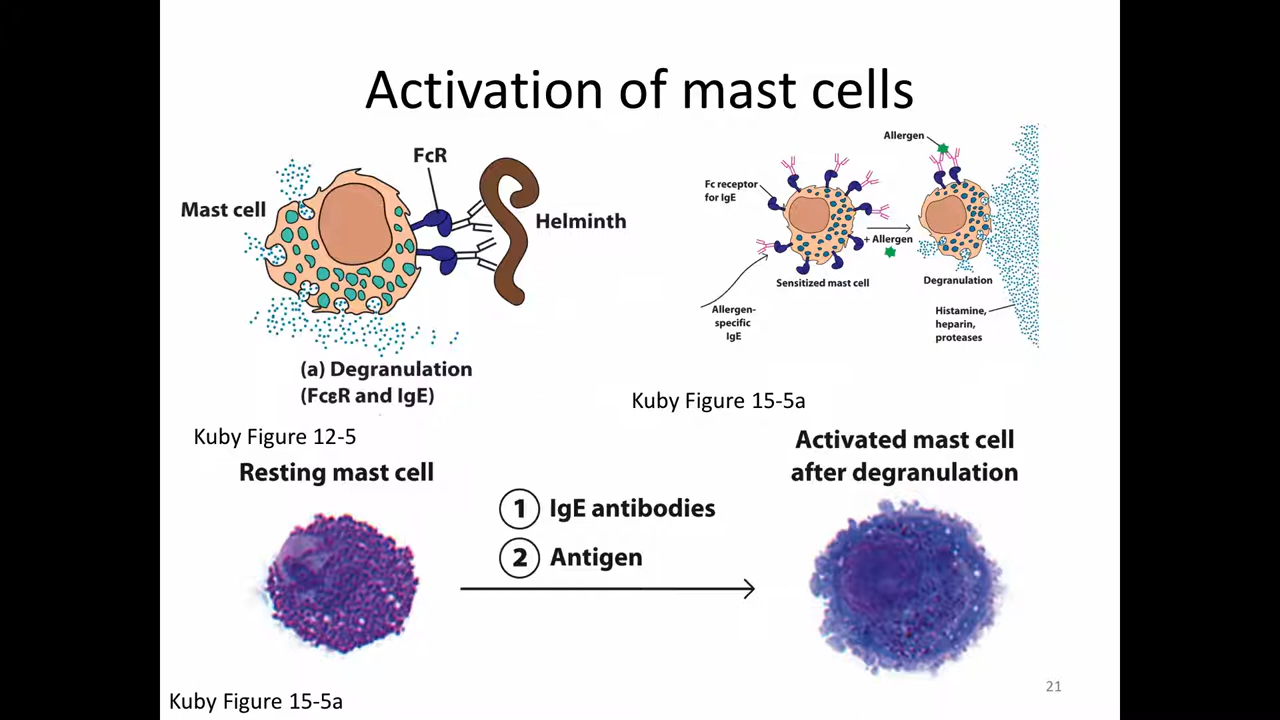 Activation of mast cells
FcR
Mast cell
Helminth
(a) Degranulation
(FcεR and IgE)
Kuby Figure 12-5
Allergen
Fc receptor
for IgE
+ Allergen
Sensitized mast cell
Degranulation
Allergen-
specific
IgE
Histamine,
heparin,
proteases
Kuby Figure 15-5a
Resting mast cell
1 IgE antibodies
2 Antigen
Activated mast cell
after degranulation
Kuby Figure 15-5a
21